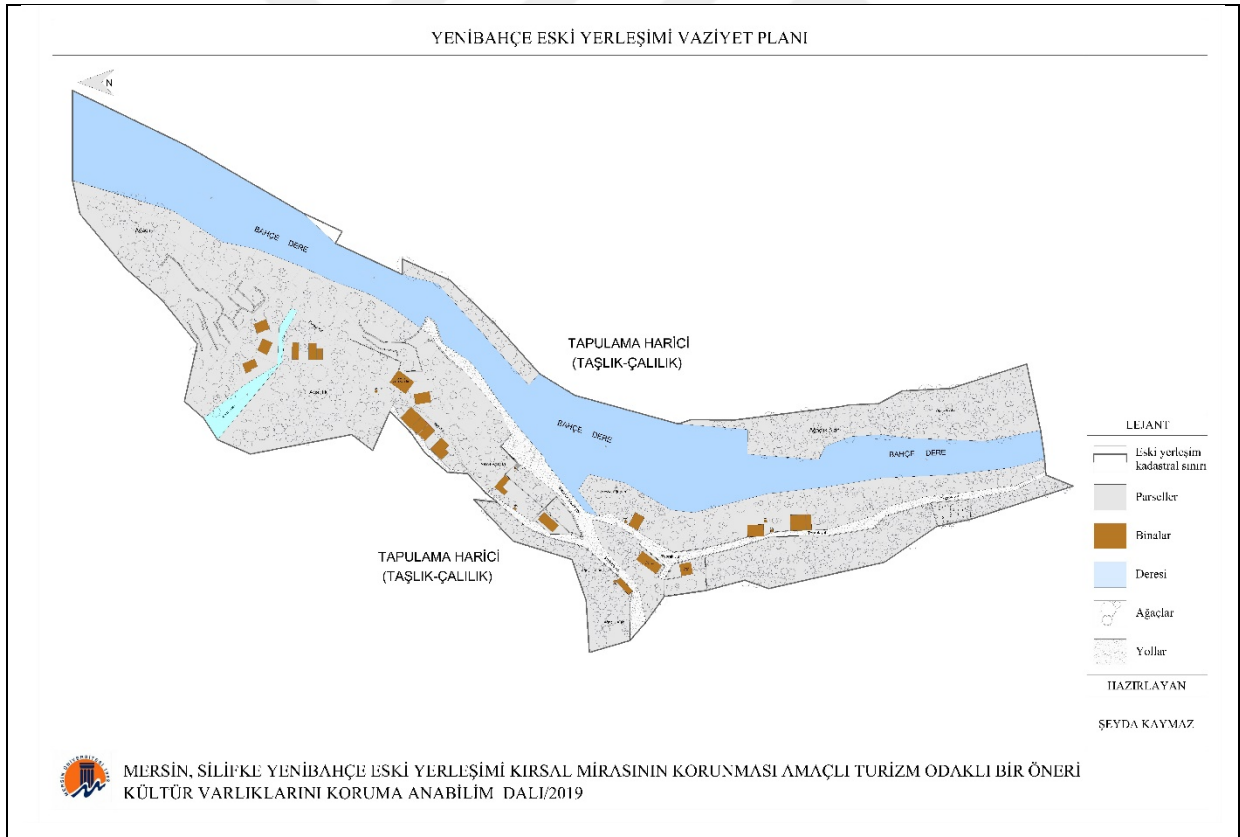 YENİBAHÇE ESKİ YERLEŞİMİ VAZİYET PLANI
N
BAHÇE DERE
TAPULAMA HARİCİ
(TAŞLIK-ÇALILIK)
BAHÇE DERE
BAHÇE DERE
TAPULAMA HARİCİ
(TAŞLIK-ÇALILIK)
LEJANT
Eski yerleşim
kadastral sınırı
Parseller
Binalar
Deresi
Ağaçlar
Yollar
HAZIRLAYAN
ŞEYDA KAYMAZ
MERSİN, SİLİFKE YENİBAHÇE ESKİ YERLEŞİMİ KIRSAL MİRASININ KORUNMASI AMAÇLI TURİZM ODAKLI BİR ÖNERİ
KÜLTÜR VARLIKLARINI KORUMA ANABİLİM DALI/2019